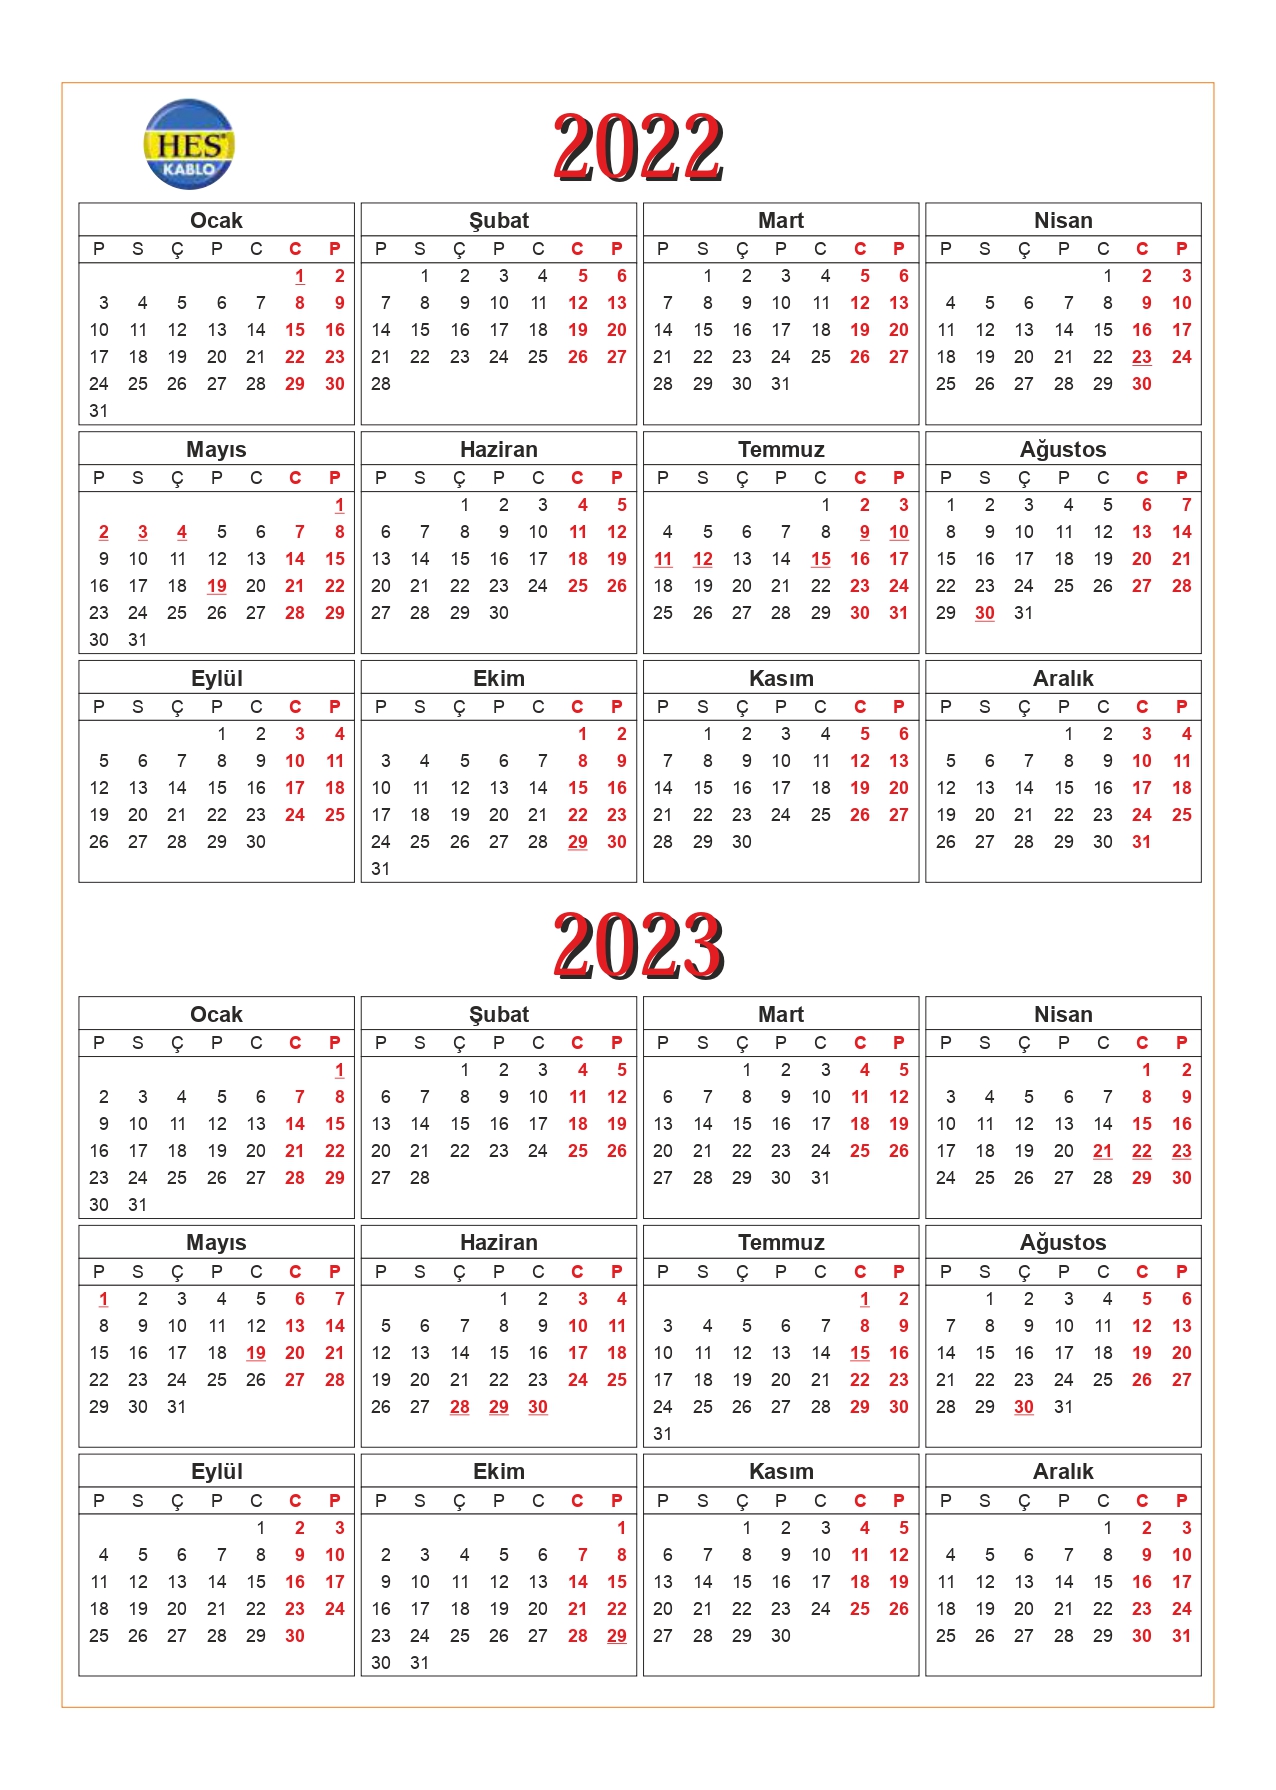 HES
KABLO
2022
Ocak Şubat Mart Nisan
P S Ç P C C P P S Ç P C C P P S Ç P C C P P S Ç P C C P
1 2 1 2 3 4 5 6 1 2 3 4 5 6 1 2 3
3 4 5 6 7 8 9 7 8 9 10 11 12 13 7 8 9 10 11 12 13 4 5 6 7 8 9 10
10 11 12 13 14 15 16 14 15 16 17 18 19 20 14 15 16 17 18 19 20 11 12 13 14 15 16 17
17 18 19 20 21 22 23 21 22 23 24 25 26 27 21 22 23 24 25 26 27 18 19 20 21 22 23 24
24 25 26 27 28 29 30 28 28 29 30 31 25 26 27 28 29 30
31
Mayıs Haziran Temmuz Ağustos
P S Ç P C C P P S Ç P C C P P S Ç P C C P P S Ç P C C P
1 1 2 3 4 5 1 2 3 1 2 3 4 5 6 7
2 3 4 5 6 7 8 6 7 8 9 10 11 12 4 5 6 7 8 9 10 8 9 10 11 12 13 14
9 10 11 12 13 14 15 13 14 15 16 17 18 19 11 12 13 14 15 16 17 15 16 17 18 19 20 21
16 17 18 19 20 21 22 20 21 22 23 24 25 26 18 19 20 21 22 23 24 22 23 24 25 26 27 28
23 24 25 26 27 28 29 27 28 29 30 25 26 27 28 29 30 31 29 30 31
30 31
Eylül Ekim Kasım Aralık
P S Ç P C C P P S Ç P C C P P S Ç P C C P P S Ç P C C P
1 2 3 4 1 2 1 2 3 4 5 6 1 2 3 4
5 6 7 8 9 10 11 3 4 5 6 7 8 9 7 8 9 10 11 12 13 5 6 7 8 9 10 11
12 13 14 15 16 17 18 10 11 12 13 14 15 16 14 15 16 17 18 19 20 12 13 14 15 16 17 18
19 20 21 22 23 24 25 17 18 19 20 21 22 23 21 22 23 24 25 26 27 19 20 21 22 23 24 25
26 27 28 29 30 24 25 26 27 28 29 30 28 29 30 26 27 28 29 30 31
31
2023
Ocak Şubat Mart Nisan
P S Ç P C C P P S Ç P C C P P S Ç P C C P P S Ç P C C P
1 1 2 3 4 5 1 2 3 4 5 1 2
2 3 4 5 6 7 8 6 7 8 9 10 11 12 6 7 8 9 10 11 12 3 4 5 6 7 8 9
9 10 11 12 13 14 15 13 14 15 16 17 18 19 13 14 15 16 17 18 19 10 11 12 13 14 15 16
16 17 18 19 20 21 22 20 21 22 23 24 25 26 20 21 22 23 24 25 26 17 18 19 20 21 22 23
23 24 25 26 27 28 29 27 28 27 28 29 30 31 24 25 26 27 28 29 30
30 31
Mayıs Haziran Temmuz Ağustos
P S Ç P C C P P S Ç P C C P P S Ç P C C P P S Ç P C C P
1 2 3 4 5 6 7 1 2 3 4 1 2 1 2 3 4 5 6
8 9 10 11 12 13 14 5 6 7 8 9 10 11 3 4 5 6 7 8 9 7 8 9 10 11 12 13
15 16 17 18 19 20 21 12 13 14 15 16 17 18 10 11 12 13 14 15 16 14 15 16 17 18 19 20
22 23 24 25 26 27 28 19 20 21 22 23 24 25 17 18 19 20 21 22 23 21 22 23 24 25 26 27
29 30 31 26 27 28 29 30 24 25 26 27 28 29 30 28 29 30 31
31
Eylül Ekim Kasım Aralık
P S Ç P C C P P S Ç P C C P P S Ç P C C P P S Ç P C C P
1 2 3 1 1 2 3 4 5 1 2 3
4 5 6 7 8 9 10 2 3 4 5 6 7 8 6 7 8 9 10 11 12 4 5 6 7 8 9 10
11 12 13 14 15 16 17 9 10 11 12 13 14 15 13 14 15 16 17 18 19 11 12 13 14 15 16 17
18 19 20 21 22 23 24 16 17 18 19 20 21 22 20 21 22 23 24 25 26 18 19 20 21 22 23 24
25 26 27 28 29 30 23 24 25 26 27 28 29 27 28 29 30 25 26 27 28 29 30 31
30 31